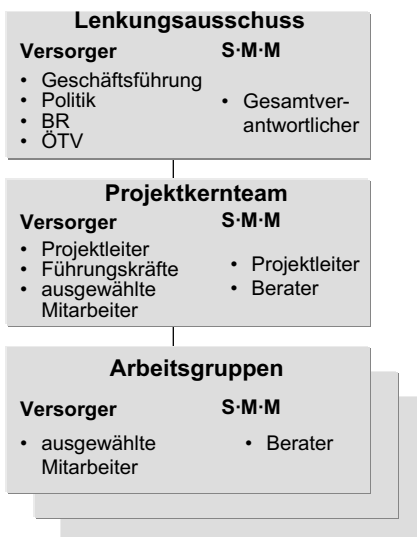 Lenkungsausschuss
Versorger S·M·M
• Geschäftsführung
• Politik
• BR
• ÖTV
• Gesamtver-
antwortlicher
Projektkernteam
Versorger S·M·M
• Projektleiter
• Führungskräfte
• ausgewählte
Mitarbeiter
• Projektleiter
• Berater
Arbeitsgruppen
Versorger S·M·M
• ausgewählte
Mitarbeiter
• Berater